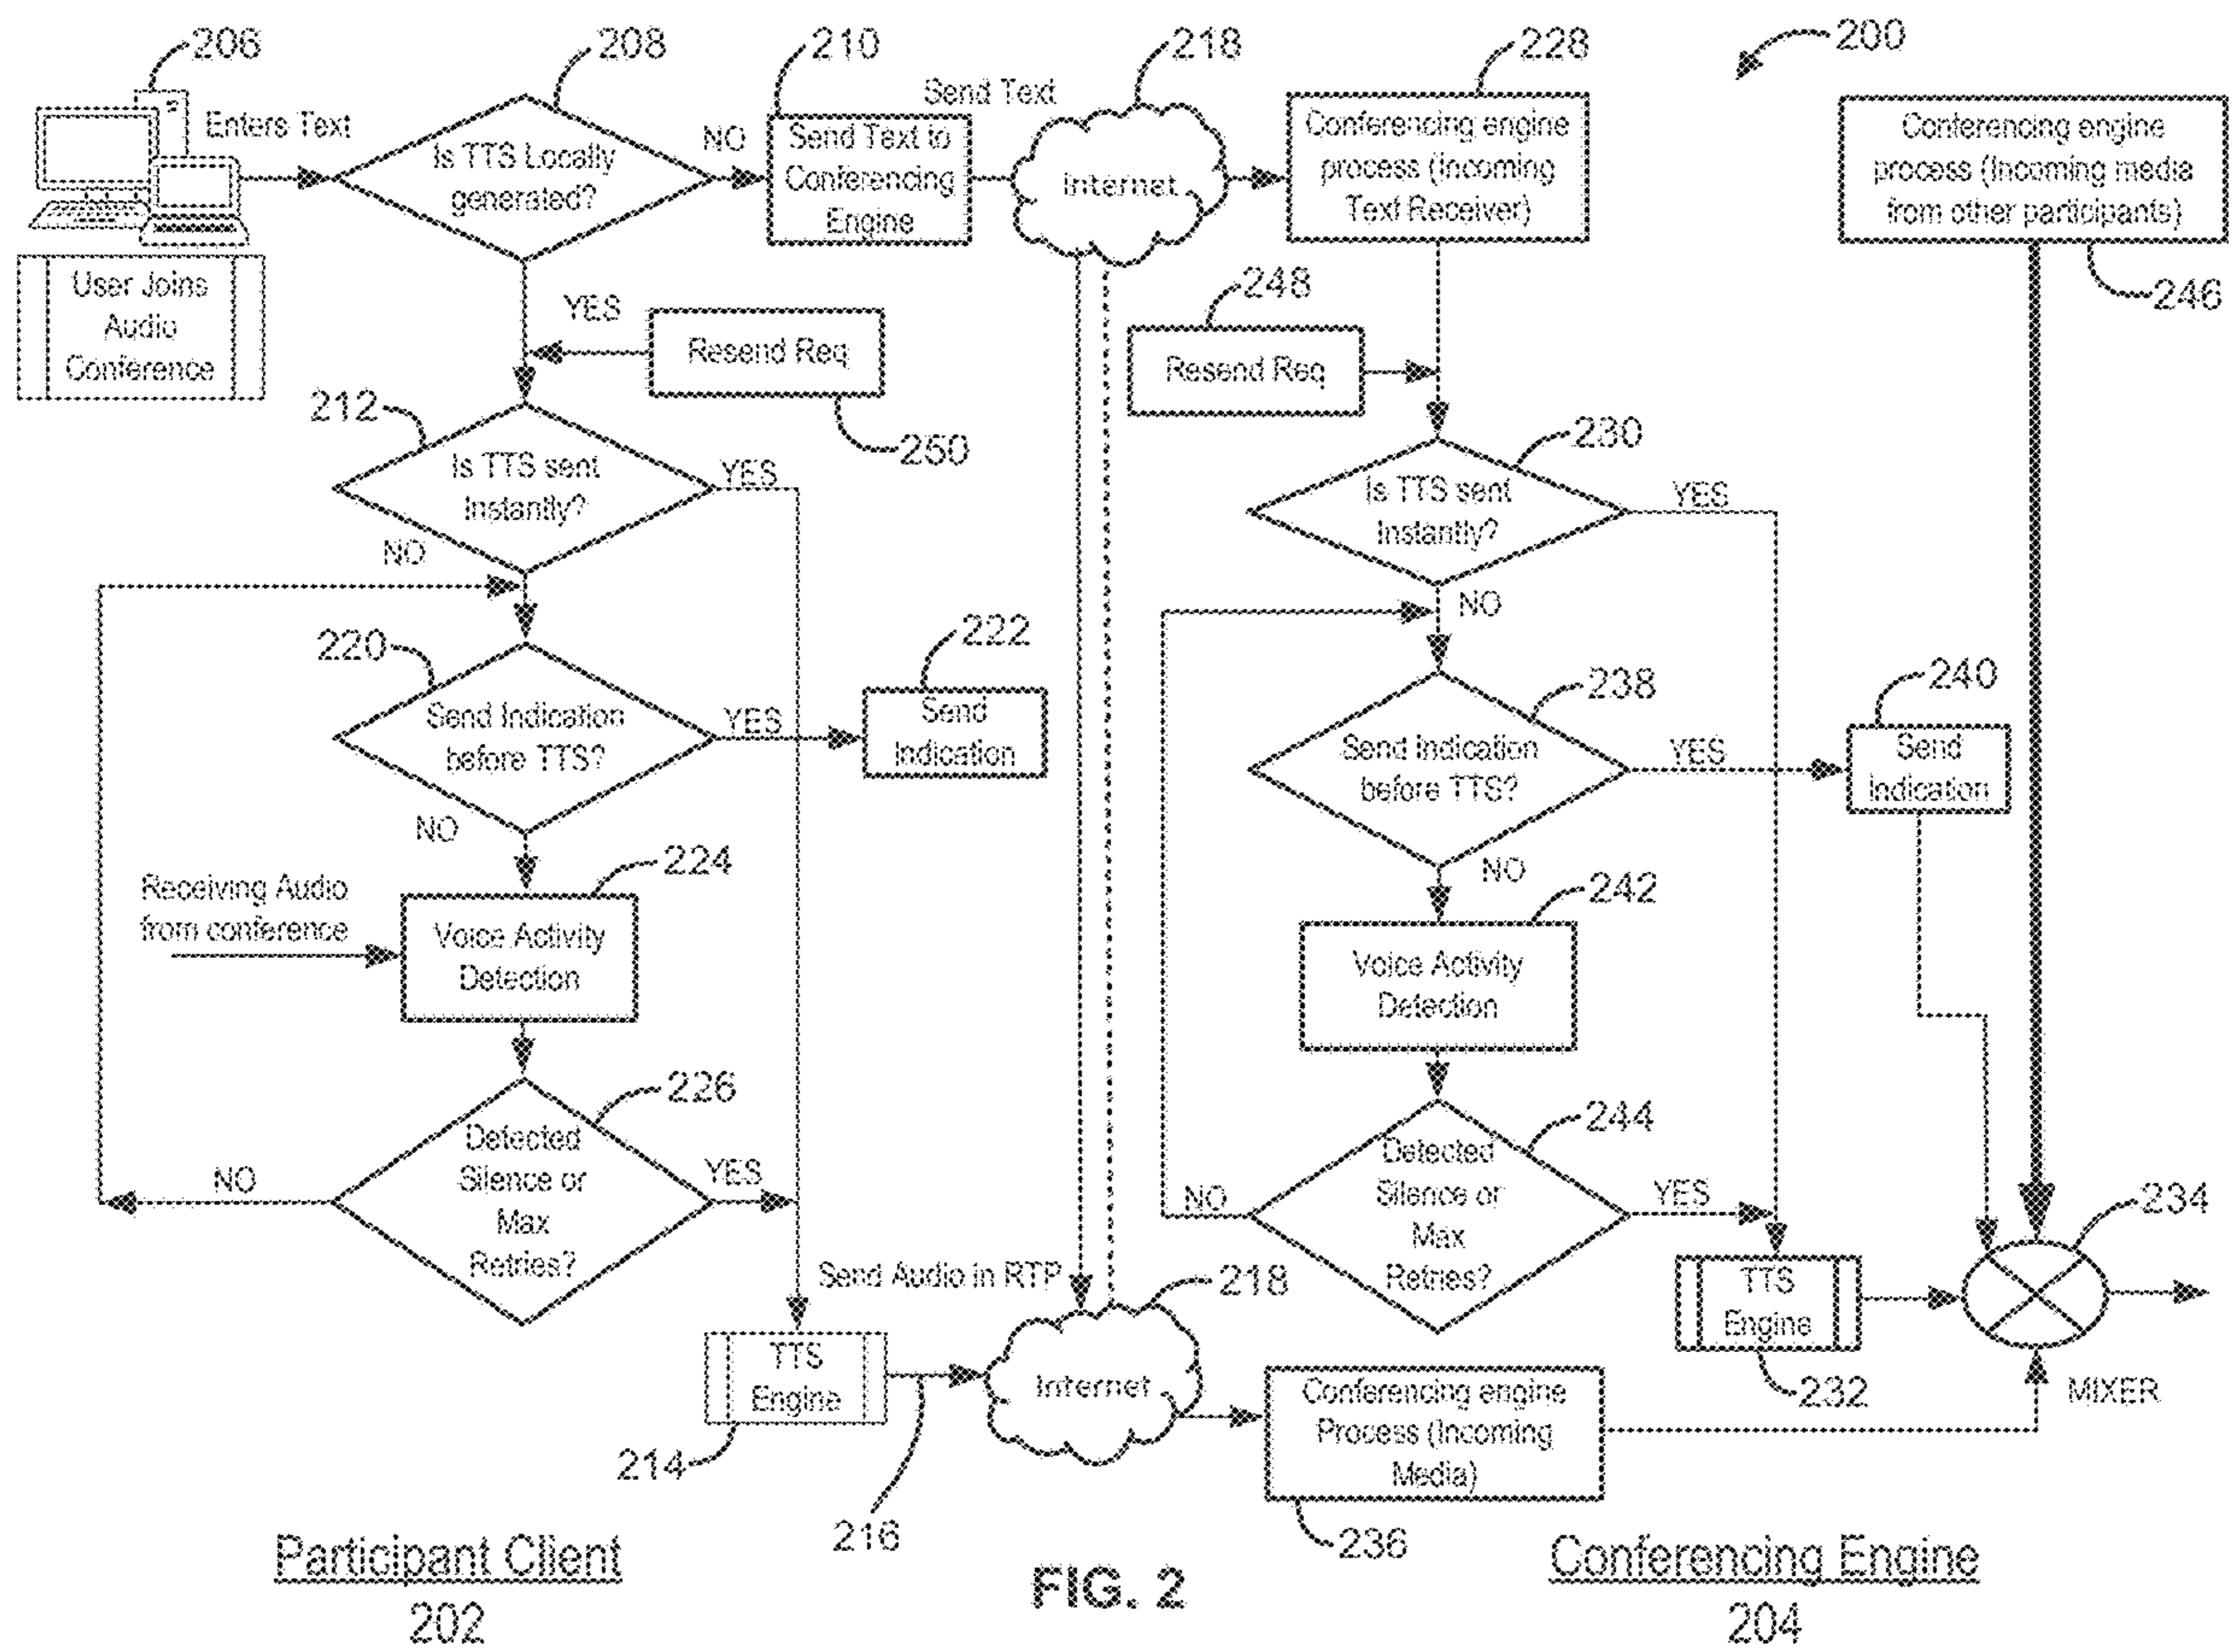 206
208
210
218
228
200
Enters Text
Is TTS Locally
generated?
NO
Send Text to
Conferencing
Engine
Send Text
Internet
Conferencing engine
process (Incoming
Text Receiver)
Conferencing engine
process (Incoming media
from other participants)
246
User Joins
Audio
Conference
YES
Resend Req
250
248
Resend Req
212
Is TTS sent
Instantly?
YES
NO
230
Is TTS sent
Instantly?
YES
NO
220
Send Indication
before TTS?
YES
NO
222
Send
Indication
238
Send Indication
before TTS?
YES
NO
240
Send
Indication
Receiving Audio
from conference
224
Voice Activity
Detection
242
Voice Activity
Detection
226
Detected
Silence or
Max
Retries?
NO
YES
244
Detected
Silence or
Max
Retries?
NO
YES
234
TTS
Engine
232
MIXER
Send Audio in RTP
218
TTS
Engine
214
216
Internet
Conferencing engine
Process (Incoming
Media)
236
Participant Client
202
FIG. 2
Conferencing Engine
204